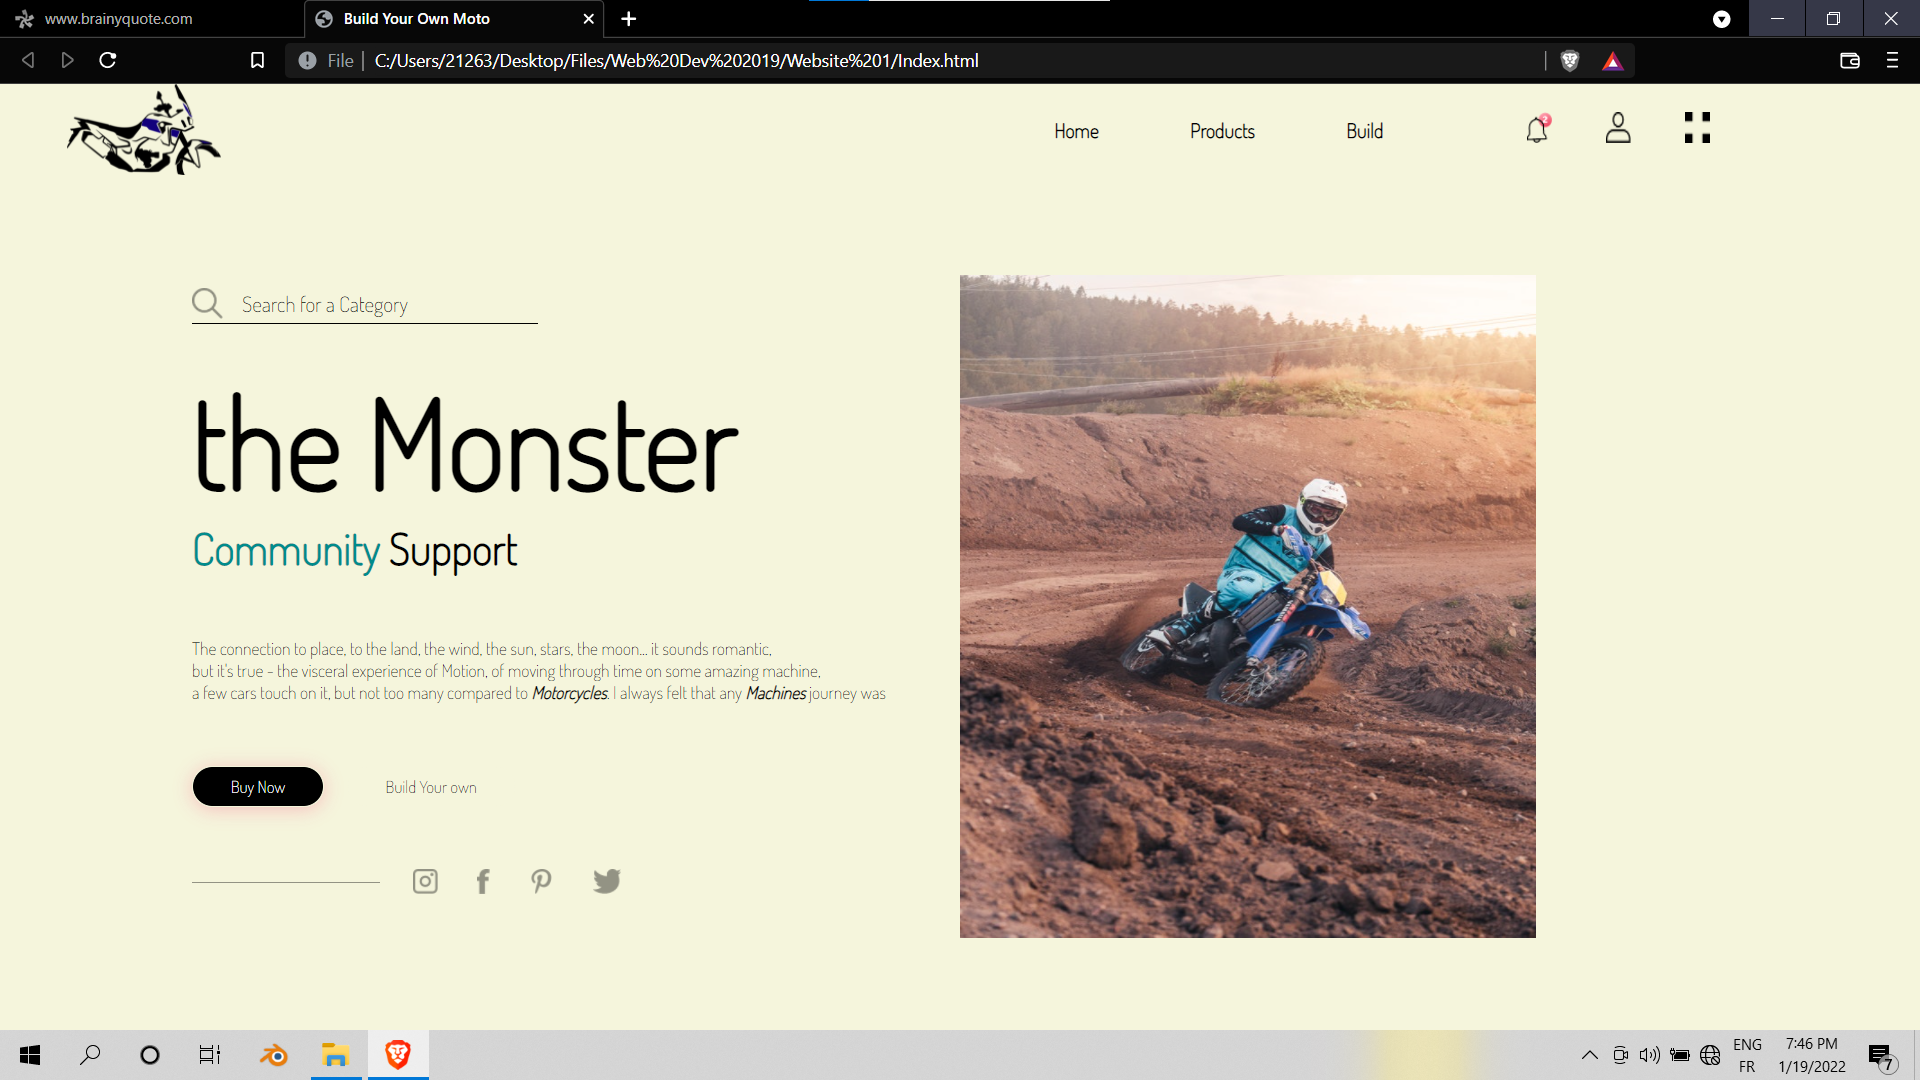 www.brainyquote.com
Build Your Own Moto
File | C:/Users/21263/Desktop/Files/Web%20Dev%202019/Website%201/Index.html
Home Products Build 2
Search for a Category
the Monster
Community Support
The connection to place, to the land, the wind, the sun, stars, the moon... it sounds romantic,
but it's true - the visceral experience of Motion, of moving through time on some amazing machine,
a few cars touch on it, but not too many compared to Motorcycles. I always felt that any Machines journey was
Buy Now Build Your own
ENG 7:46 PM
FR 1/19/2022 7